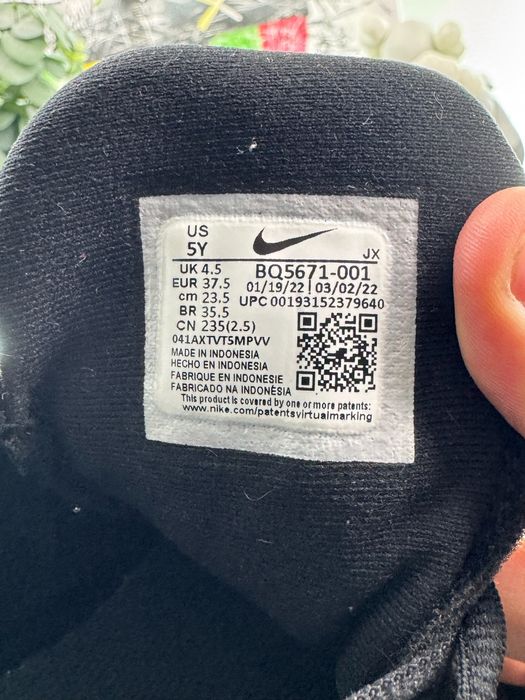 US
5Y
JX
UK 4.5 BQ5671-001
EUR 37.5 01/19/22 | 03/02/22
cm 23.5 UPC 00193152379640
BR 35.5
CN 235(2.5)
041AXTVT5MPVV
MADE IN INDONESIA
HECHO EN INDONESIA
FABRIQUE EN INDONESIE
FABRICADO NA INDONÉSIA
This product is covered by one or more patents:
www.nike.com/patentsvirtualmarking